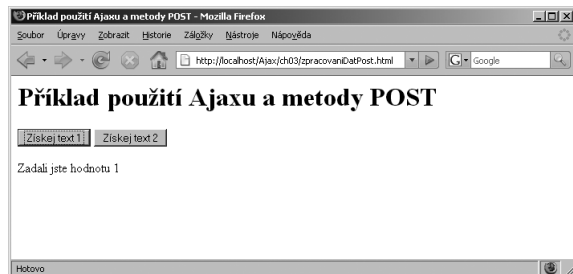 Příklad použití Ajaxu a metody POST - Mozilla Firefox
Soubor Úpravy Zobrazit Historie Záložky Nástroje Nápověda
http://localhost/Ajax/ch03/zpracovaniDatPost.html G Google
Příklad použití Ajaxu a metody POST
Získej text 1 Získej text 2
Zadali jste hodnotu 1
Hotovo